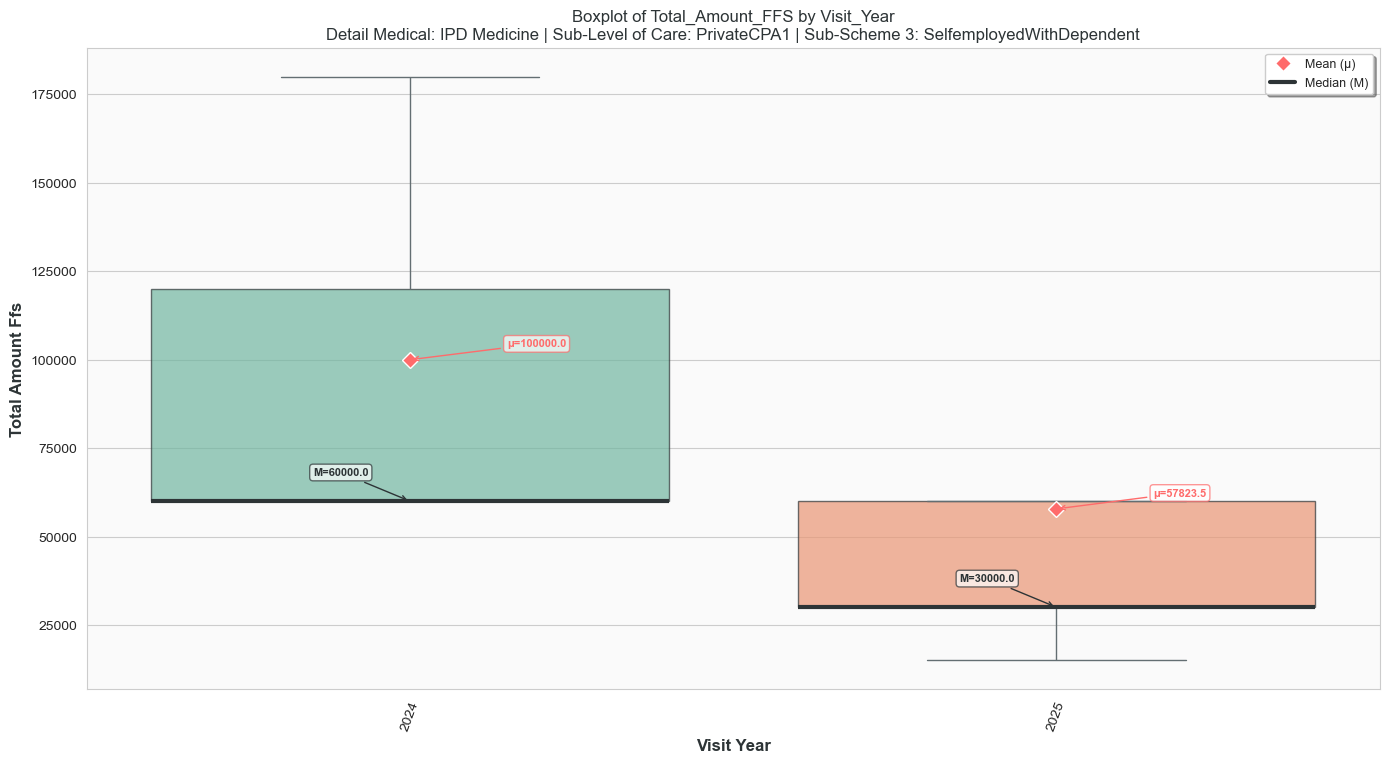 Boxplot of Total_Amount_FFS by Visit_Year
Detail Medical: IPD Medicine | Sub-Level of Care: PrivateCPA1 | Sub-Scheme 3: SelfemployedWithDependent
Mean (μ)
Median (M)
Total Amount Ffs
175000
150000
125000
100000
75000
50000
25000
μ=100000.0
M=60000.0
μ=57823.5
M=30000.0
2024
2025
Visit Year